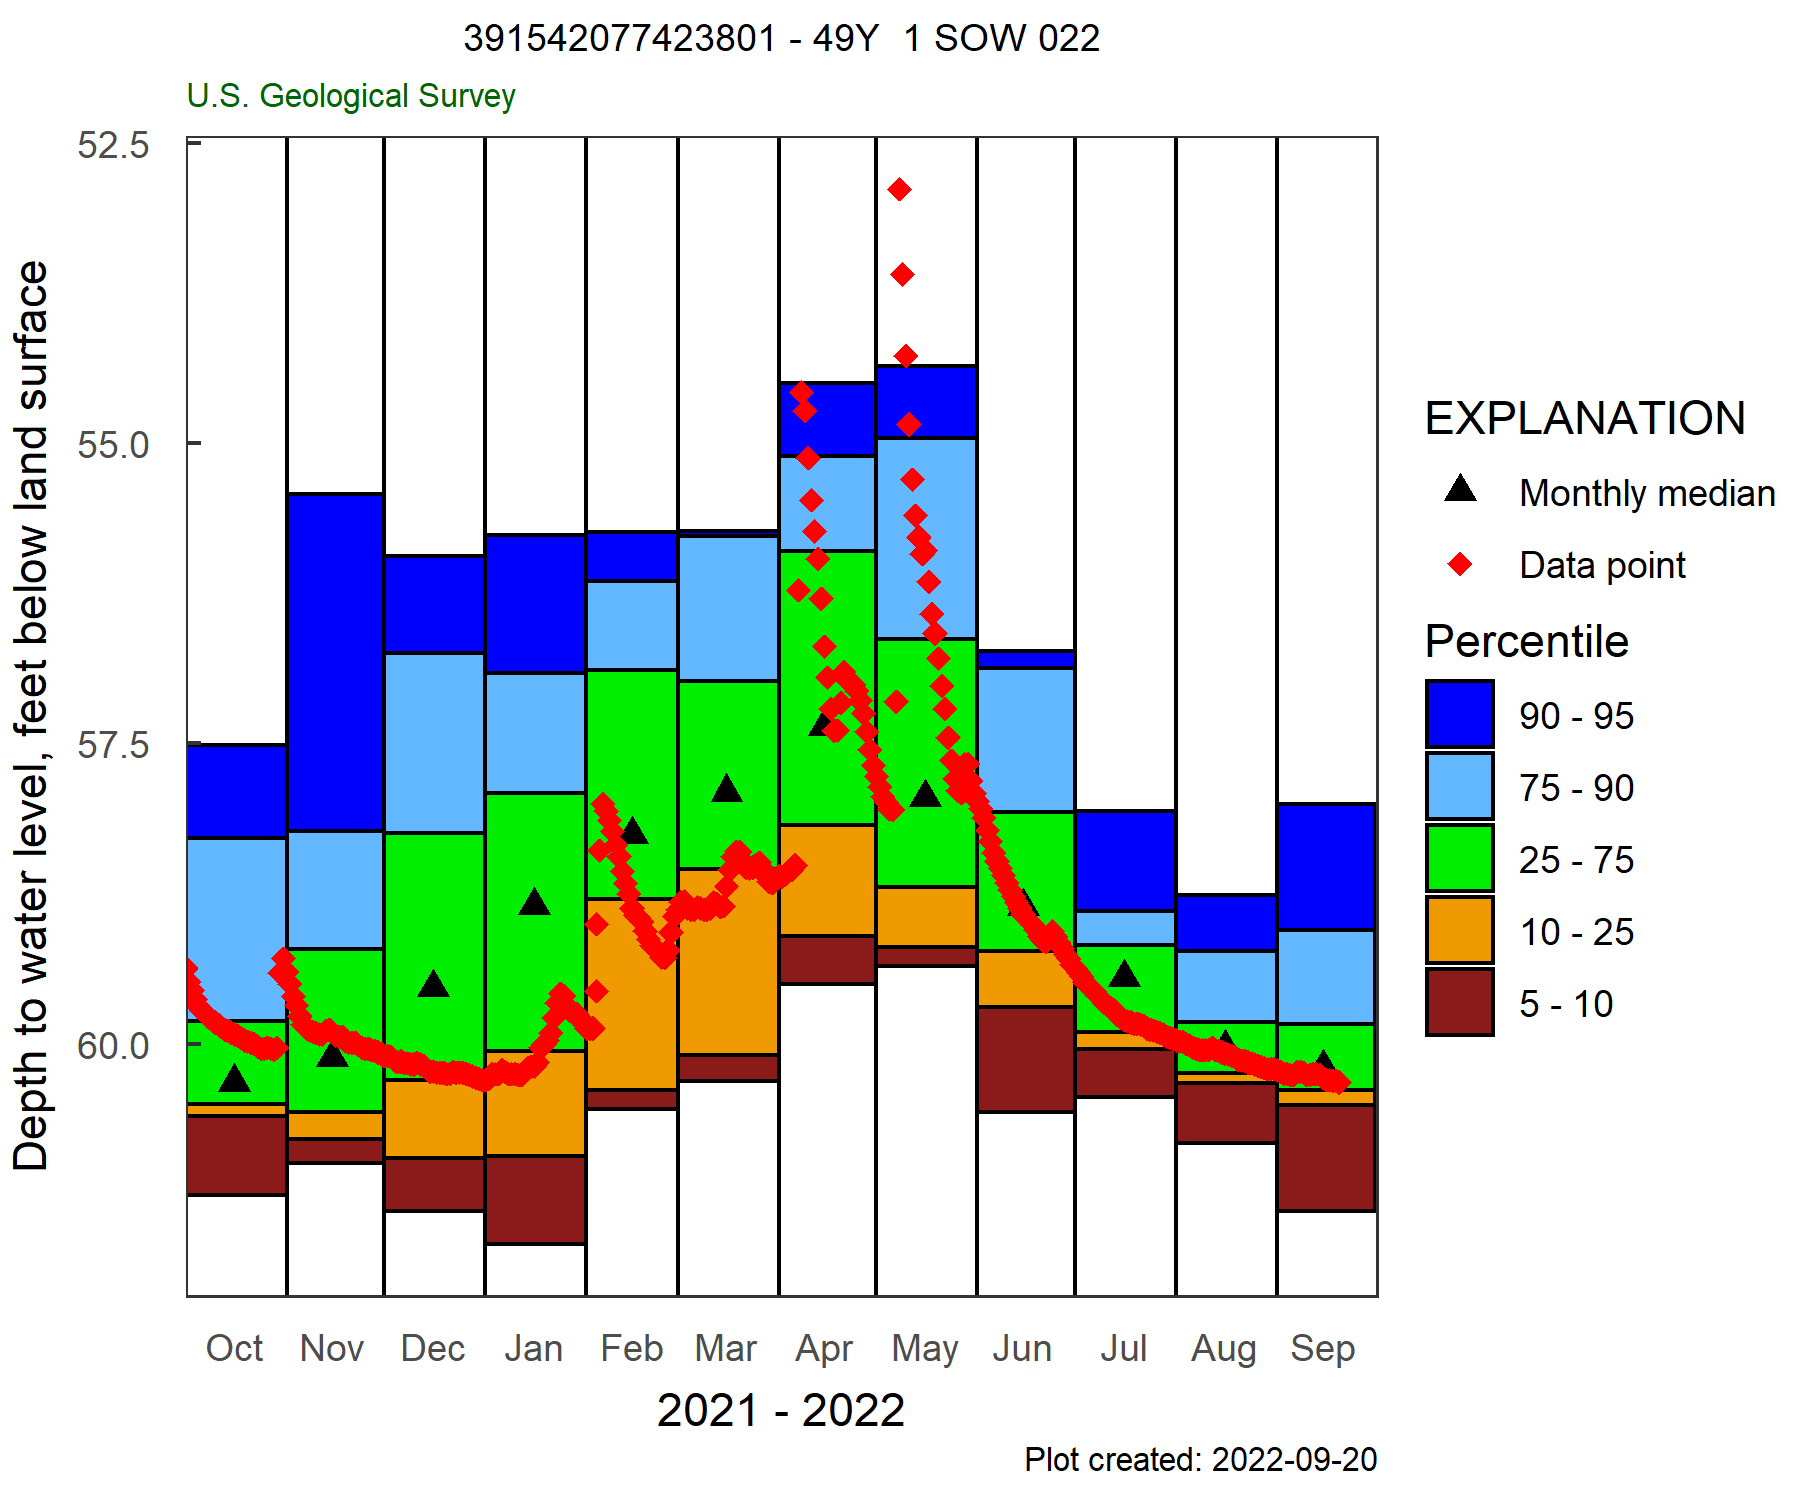 391542077423801 - 49Y  1 SOW 022
U.S. Geological Survey
Depth to water level, feet below land surface
52.5
55.0
57.5
60.0
Oct Nov Dec Jan Feb Mar Apr May Jun Jul Aug Sep
2021 - 2022
Plot created: 2022-09-20
EXPLANATION
Monthly median
Data point
Percentile
90 - 95
75 - 90
25 - 75
10 - 25
5 - 10